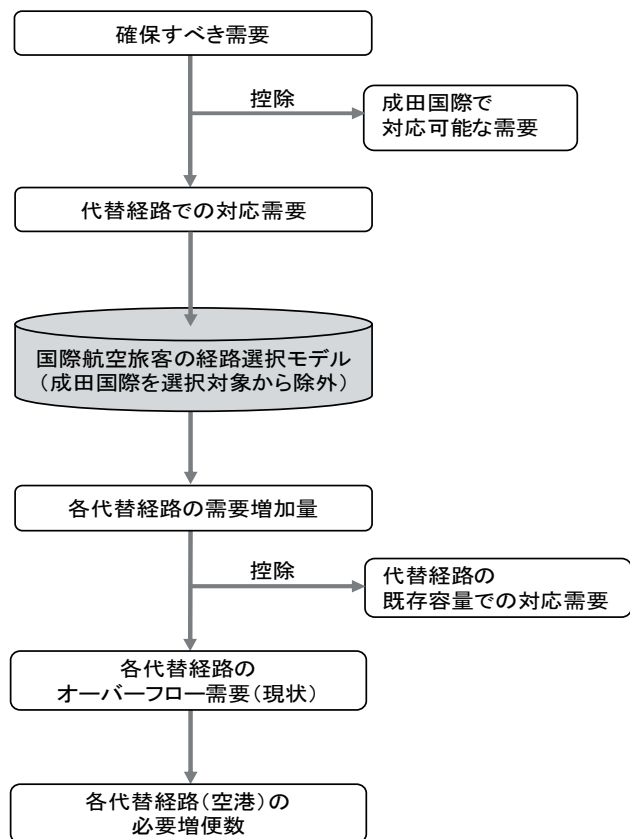 確保すべき需要
控除
成田国際で
対応可能な需要
代替経路での対応需要
国際航空旅客の経路選択モデル
（成田国際を選択対象から除外）
各代替経路の需要増加量
控除
代替経路の
既存容量での対応需要
各代替経路の
オーバーフロー需要（現状）
各代替経路（空港）の
必要増便数